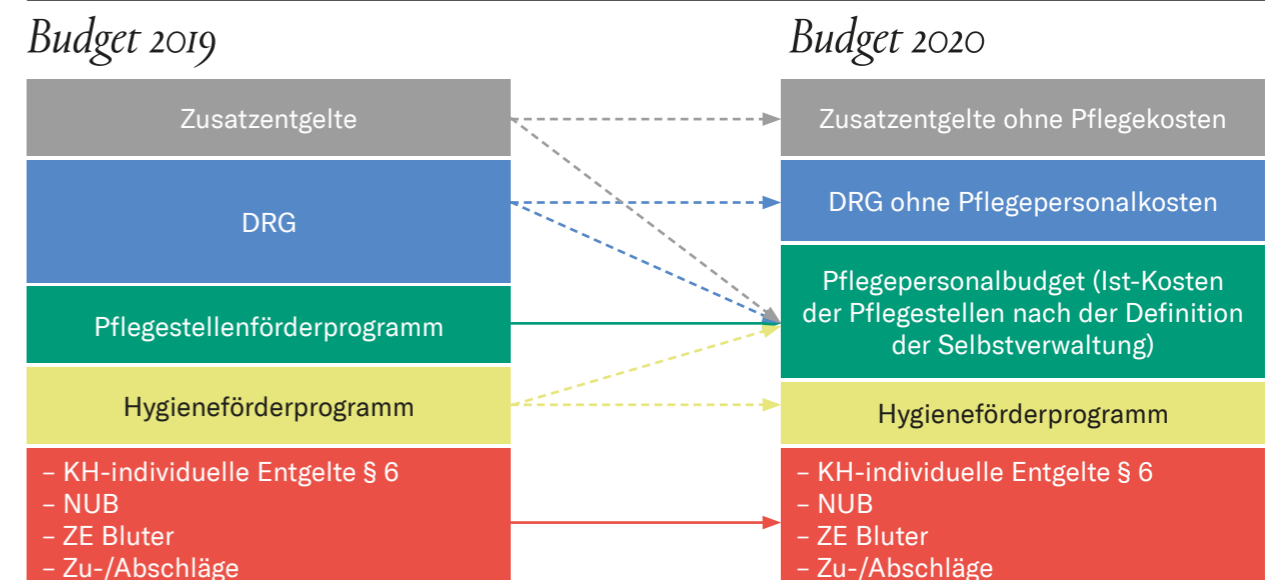 Budget 2019
Zusatzentgelte
DRG
Pflegestellenförderprogramm
Hygieneförderprogramm
– KH-individuelle Entgelte § 6
– NUB
– ZE Bluter
– Zu-/Abschläge
Budget 2020
Zusatzentgelte ohne Pflegekosten
DRG ohne Pflegepersonalkosten
Pflegepersonalbudget (Ist-Kosten
der Pflegestellen nach der Definition
der Selbstverwaltung)
Hygieneförderprogramm
– KH-individuelle Entgelte § 6
– NUB
– ZE Bluter
– Zu-/Abschläge